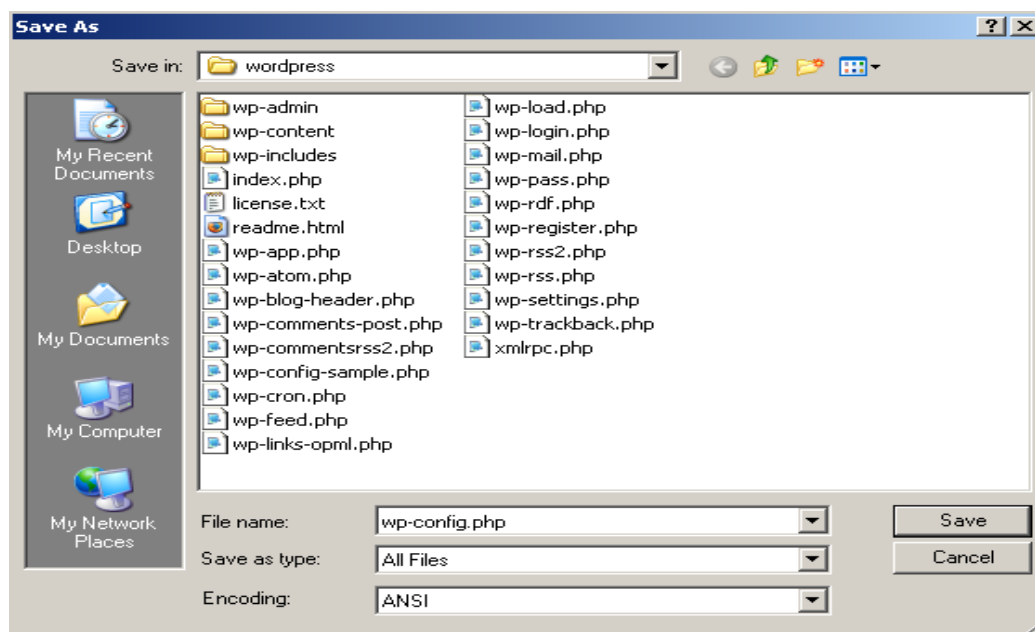 Save As
Save in:
wordpress
My Recent
Documents
Desktop
My Documents
My Computer
My Network
Places
wp-admin
wp-content
wp-includes
index.php
license.txt
readme.html
wp-app.php
wp-atom.php
wp-blog-header.php
wp-comments-post.php
wp-commentsrss2.php
wp-config-sample.php
wp-cron.php
wp-feed.php
wp-links-opml.php
wp-load.php
wp-login.php
wp-mail.php
wp-pass.php
wp-rdf.php
wp-register.php
wp-rss2.php
wp-rss.php
wp-settings.php
wp-trackback.php
xmlrpc.php
File name:
wp-config.php
Save
Save as type:
All Files
Cancel
Encoding:
ANSI